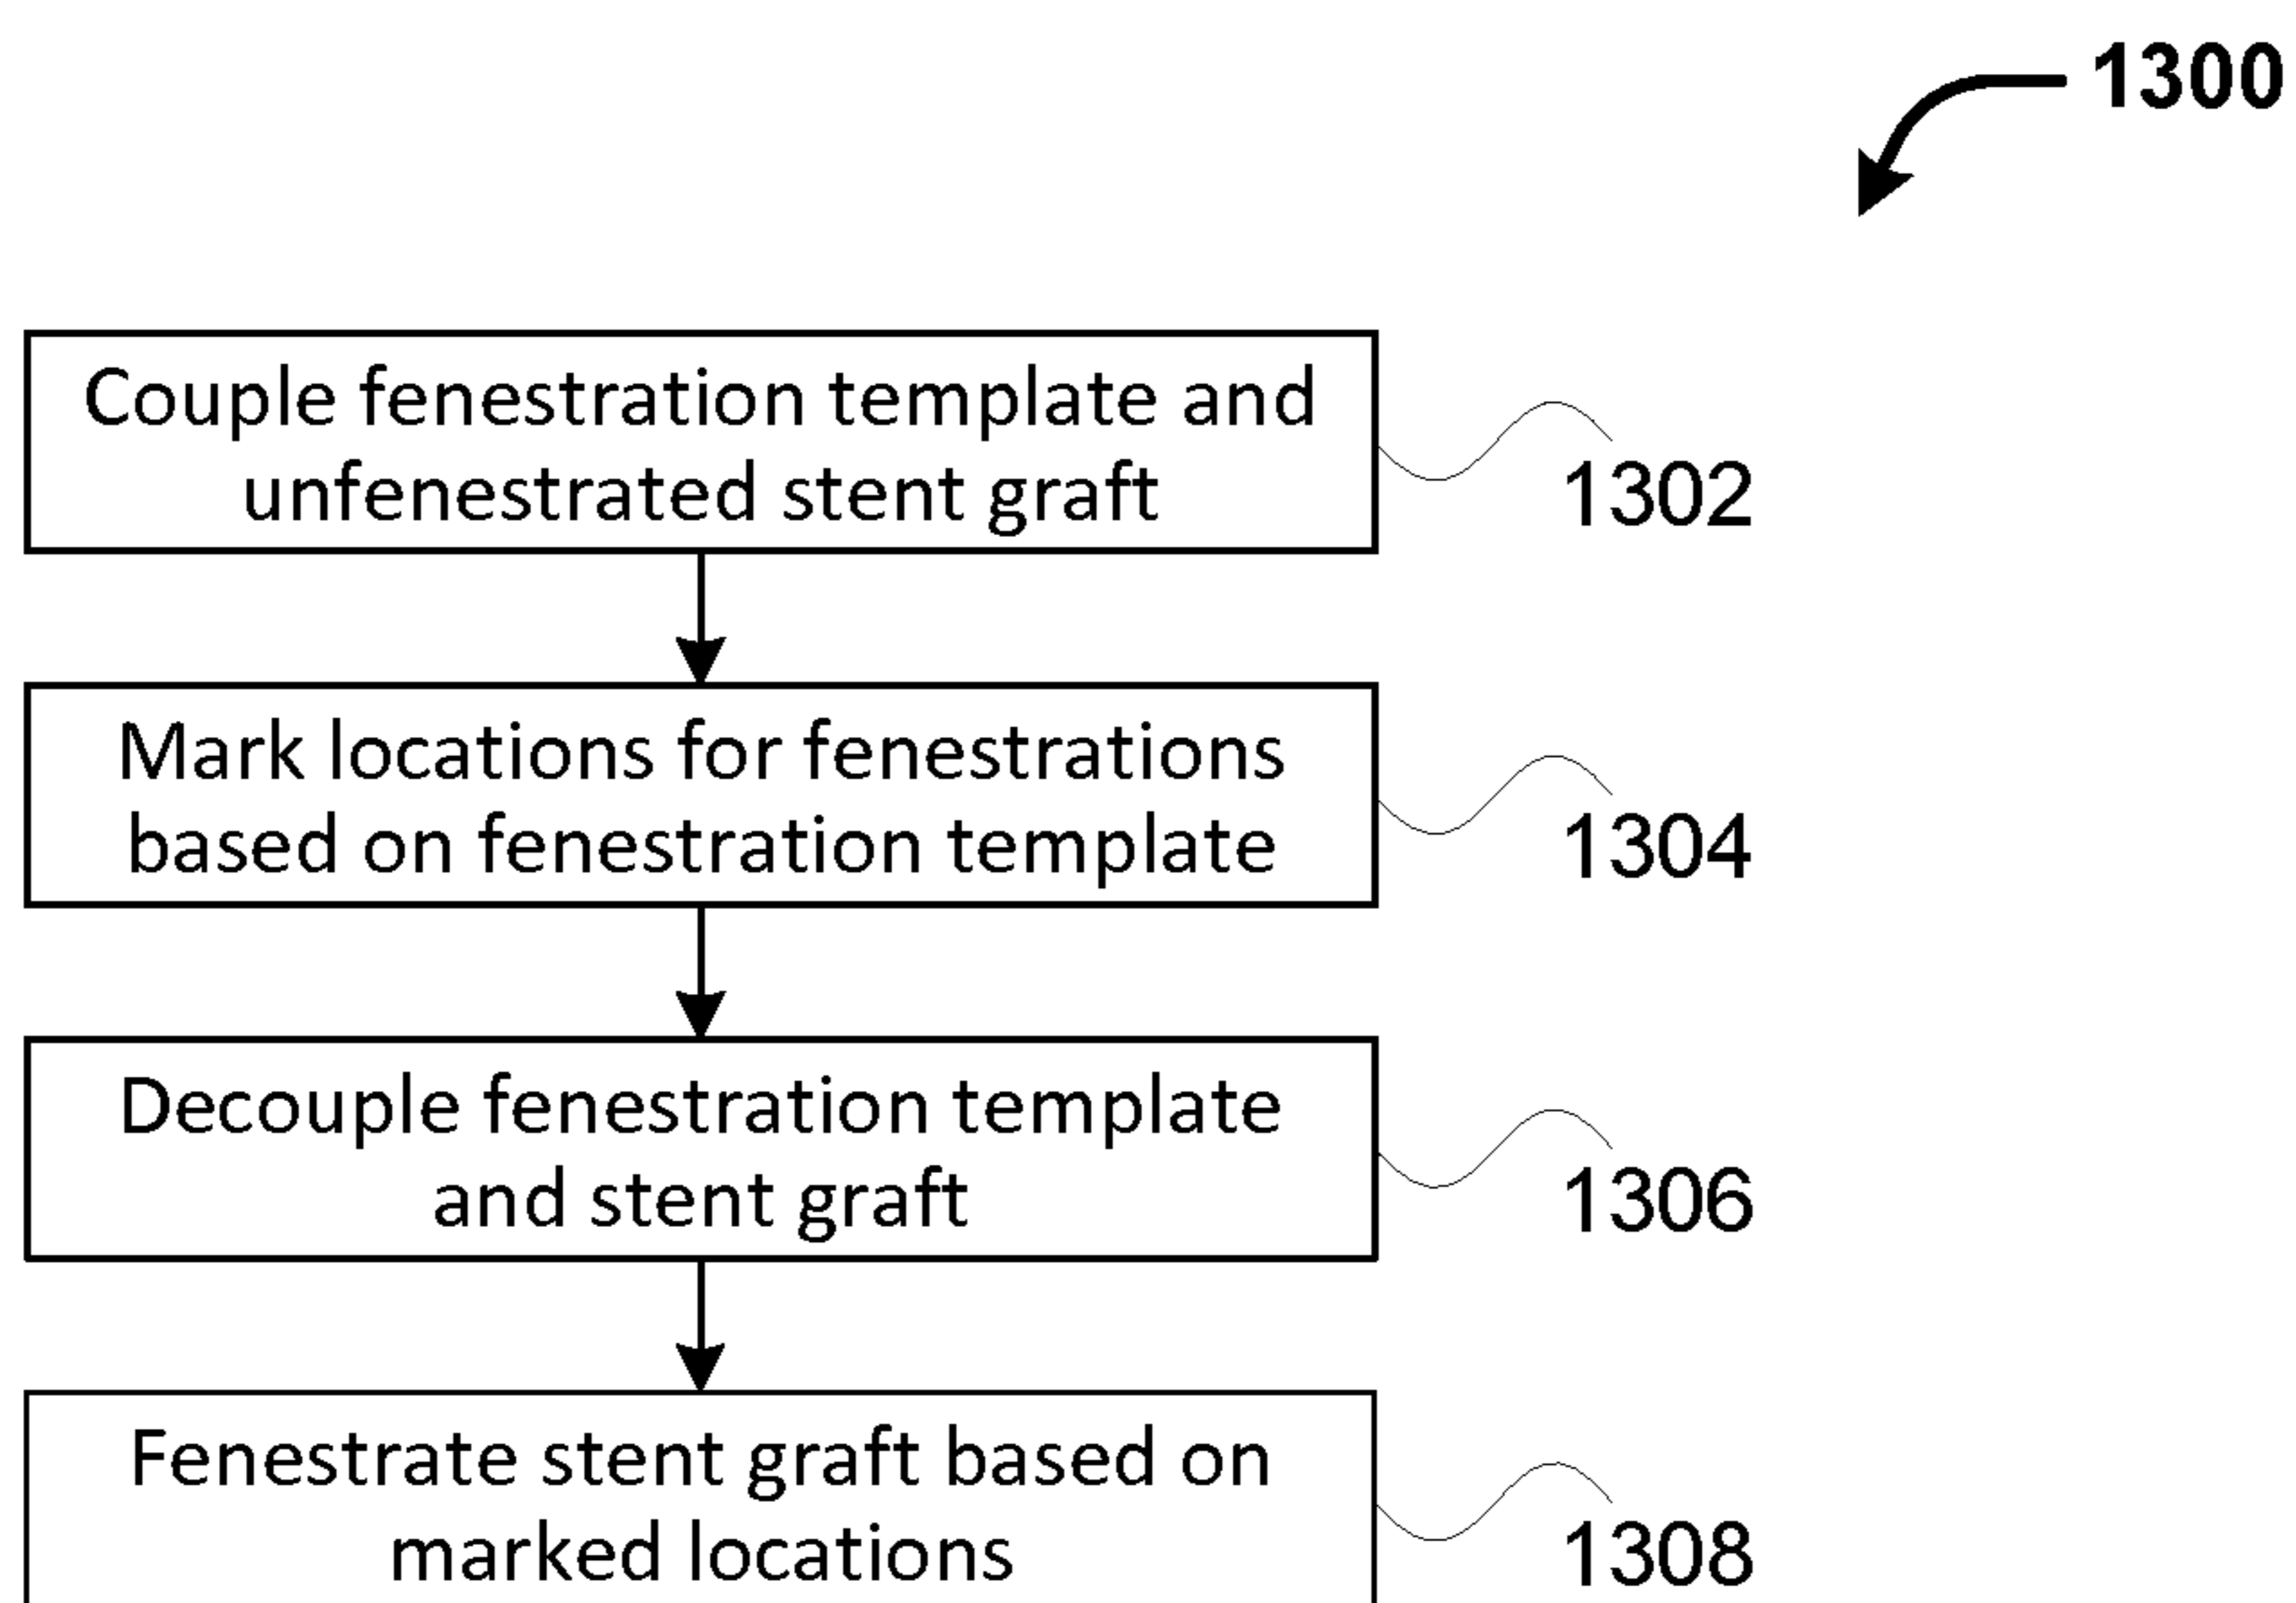 1300
Couple fenestration template and
unfenestrated stent graft
1302
Mark locations for fenestrations
based on fenestration template
1304
Decouple fenestration template
and stent graft
1306
Fenestrate stent graft based on
marked locations
1308